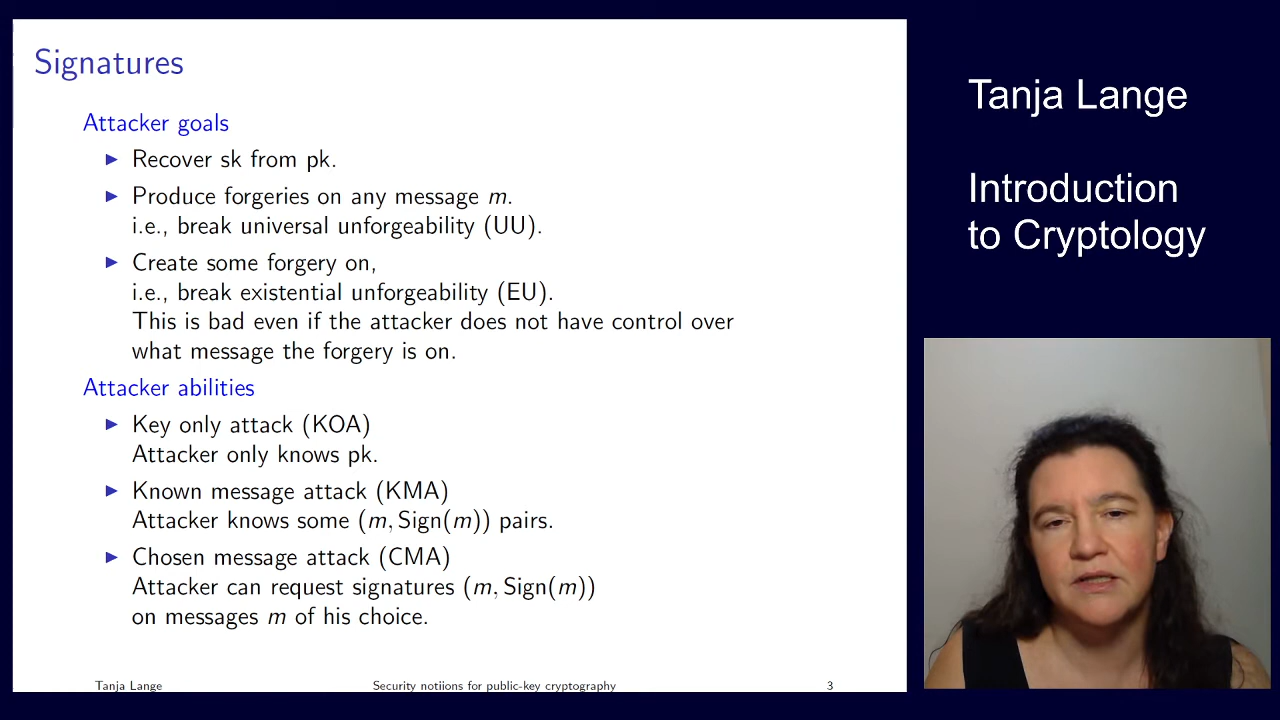 Signatures
Attacker goals
▶ Recover sk from pk.
▶ Produce forgeries on any message m.
i.e., break universal unforgeability (UU).
▶ Create some forgery on,
i.e., break existential unforgeability (EU).
This is bad even if the attacker does not have control over
what message the forgery is on.
Attacker abilities
▶ Key only attack (KOA)
Attacker only knows pk.
▶ Known message attack (KMA)
Attacker knows some (m, Sign(m)) pairs.
▶ Chosen message attack (CMA)
Attacker can request signatures (m, Sign(m))
on messages m of his choice.
Tanja Lange
Security notiions for public-key cryptography
3
Tanja Lange
Introduction
to Cryptology